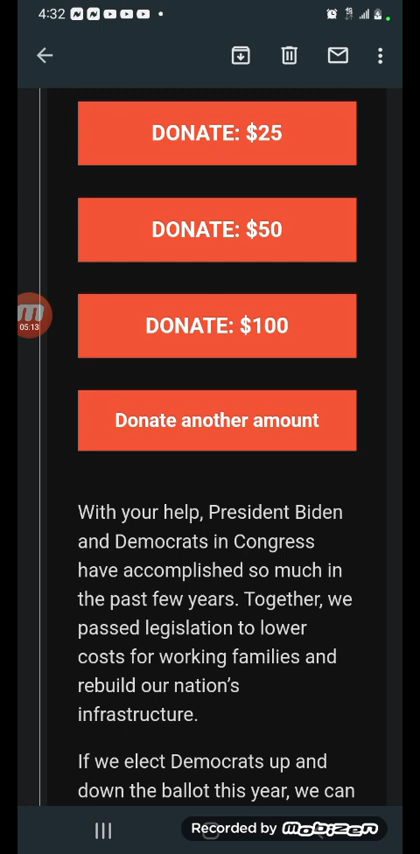 4:32
DONATE: $25
DONATE: $50
05:13
DONATE: $100
Donate another amount
With your help, President Biden
and Democrats in Congress
have accomplished so much in
the past few years. Together, we
passed legislation to lower
costs for working families and
rebuild our nation’s
infrastructure.
If we elect Democrats up and
down the ballot this year, we can
Recorded by mobizen